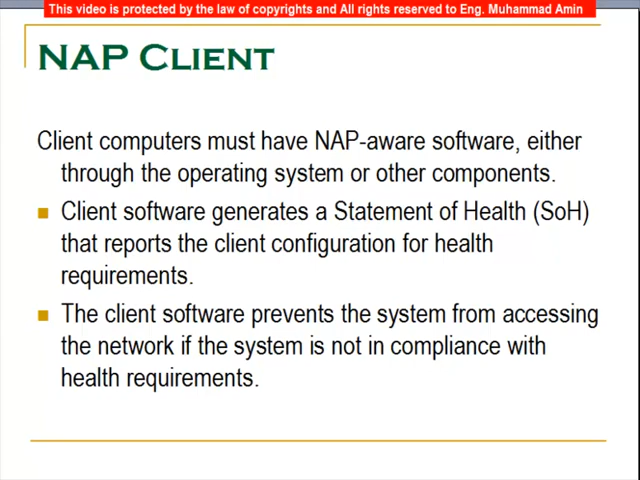 This video is protected by the law of copyrights and All rights reserved to Eng. Muhammad Amin
NAP CLIENT
Client computers must have NAP-aware software, either
through the operating system or other components.
Client software generates a Statement of Health (SoH)
that reports the client configuration for health
requirements.
The client software prevents the system from accessing
the network if the system is not in compliance with
health requirements.